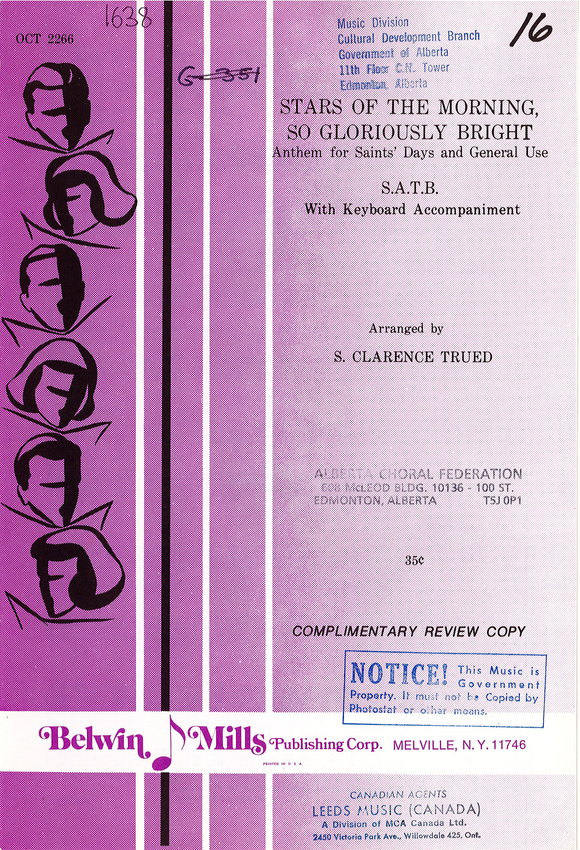 1638
OCT 2266
Music Division
Cultural Development Branch
Government of Alberta
11th Floor C.N. Tower
Edmonton, Alberta
16
G-351
STARS OF THE MORNING,
SO GLORIOUSLY BRIGHT
Anthem for Saints' Days and General Use
S.A.T.B.
With Keyboard Accompaniment
Arranged by
S. CLARENCE TRUED
ALBERTA CHORAL FEDERATION
608 McLEOD BLDG. 10136 - 100 ST.
EDMONTON, ALBERTA T5J 0P1
35¢
COMPLIMENTARY REVIEW COPY
NOTICE! This Music is
Government
Property. It must not be Copied by
Photostat or other means.
Belwin Mills Publishing Corp. MELVILLE, N.Y. 11746
PRINTED IN U.S.A.
CANADIAN AGENTS
LEEDS MUSIC (CANADA)
A Division of MCA Canada Ltd.
2450 Victoria Park Ave., Willowdale 425, Ont.